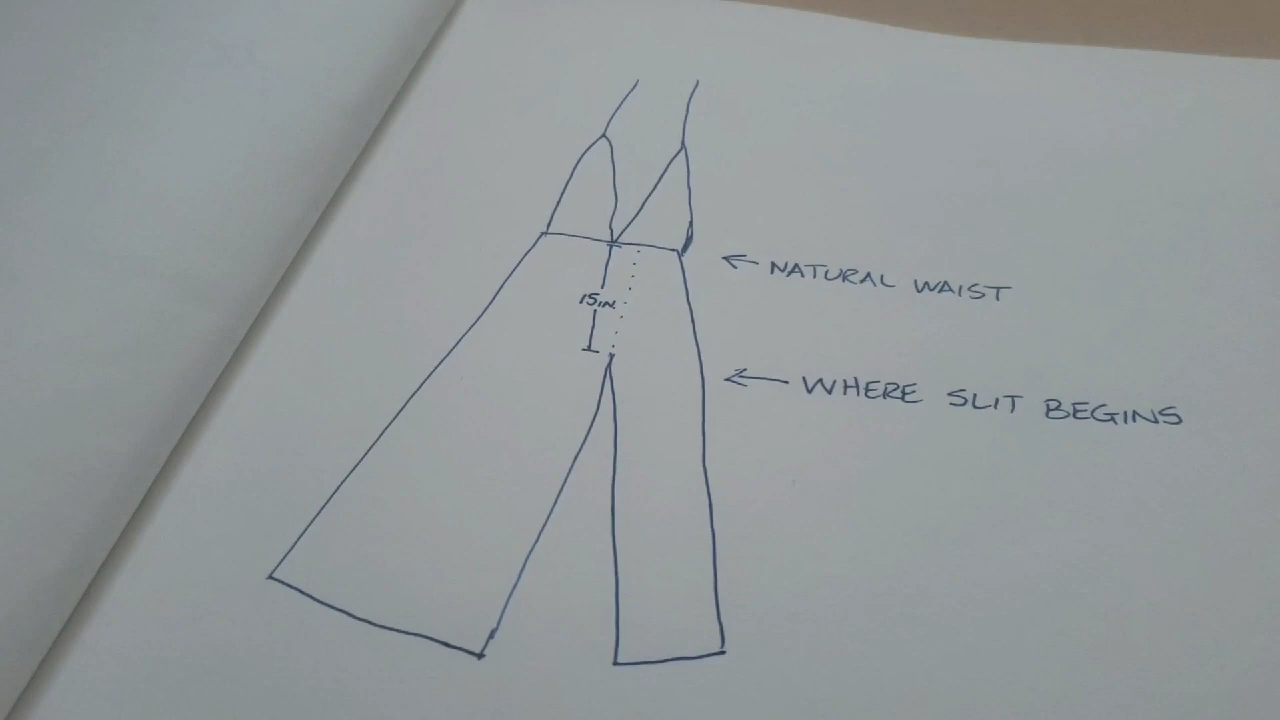 ← NATURAL WAIST
15IN.
← WHERE SLIT BEGINS